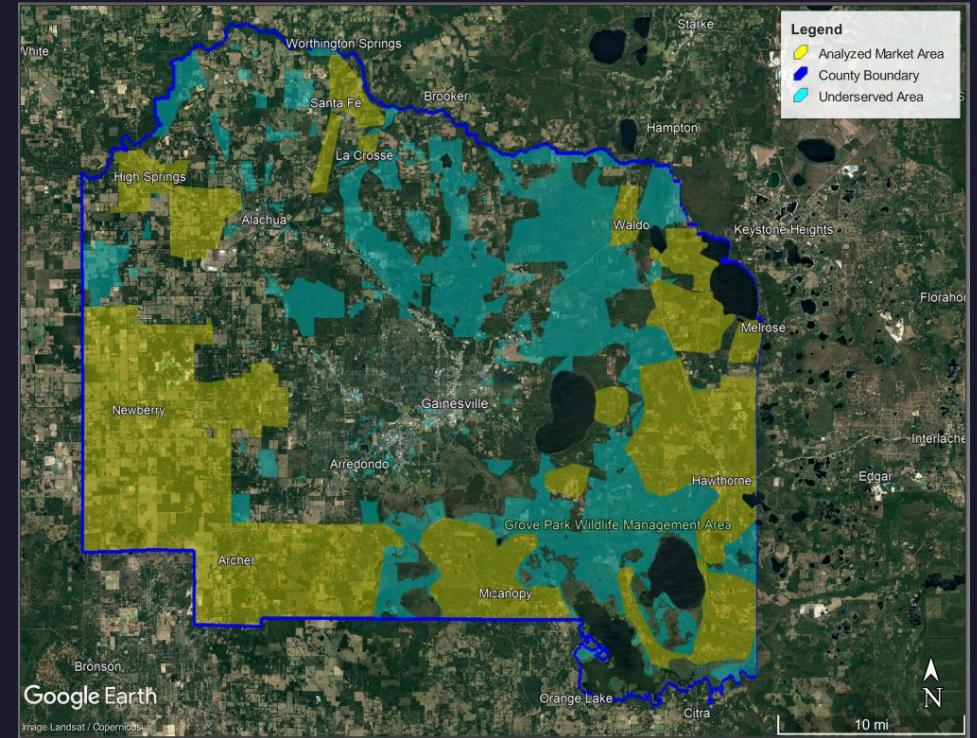 Starke
White
Worthington Springs
Legend
Analyzed Market Area
County Boundary
Underserved Area
Santa Fe
Brooker
Hampton
La Crosse
High Springs
Alachua
Waldo
Keystone Heights
Melrose
Newberry
Gainesville
Arredondo
Edgar
Hawthorne
Grove Park Wildlife Management Area
Archer
Micanopy
Bronson
Google Earth
Orange Lake
Citra
N
10 mi
Image Landsat / Copernicus